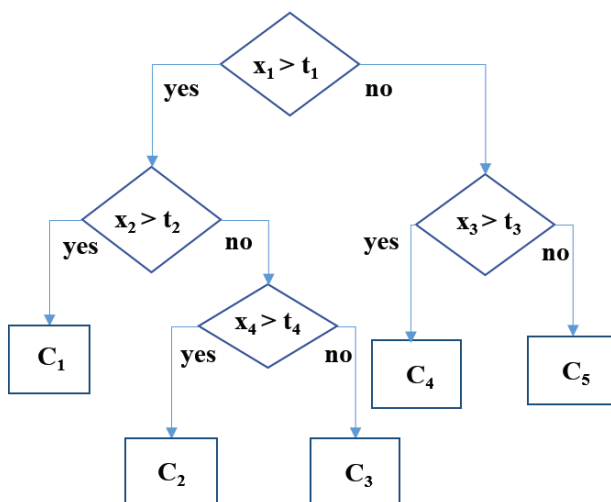 x₁ > t₁
yes
no
x₂ > t₂
x₃ > t₃
yes
no
yes
no
x₄ > t₄
yes
no
C₁
C₄
C₅
C₂
C₃